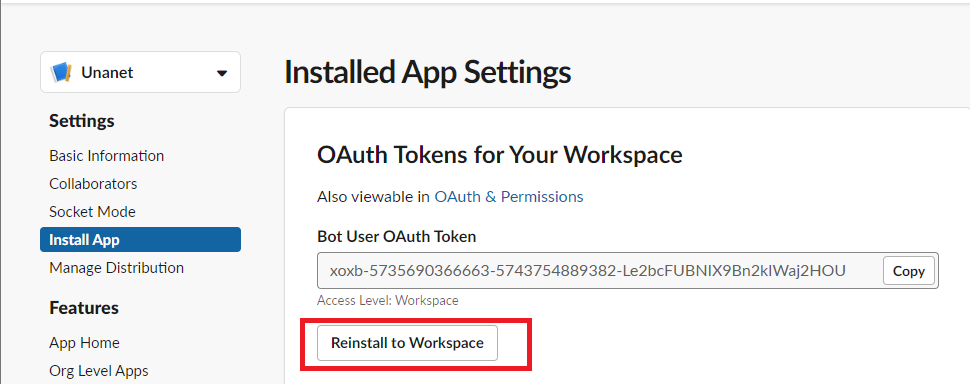 Unanet
Installed App Settings
Settings
Basic Information
Collaborators
Socket Mode
Install App
Manage Distribution
Features
App Home
Org Level Apps
OAuth Tokens for Your Workspace
Also viewable in OAuth & Permissions
Bot User OAuth Token
xoxb-5735690366663-5743754889382-Le2bcFUBNIX9Bn2klWaj2HOU Copy
Access Level: Workspace
Reinstall to Workspace